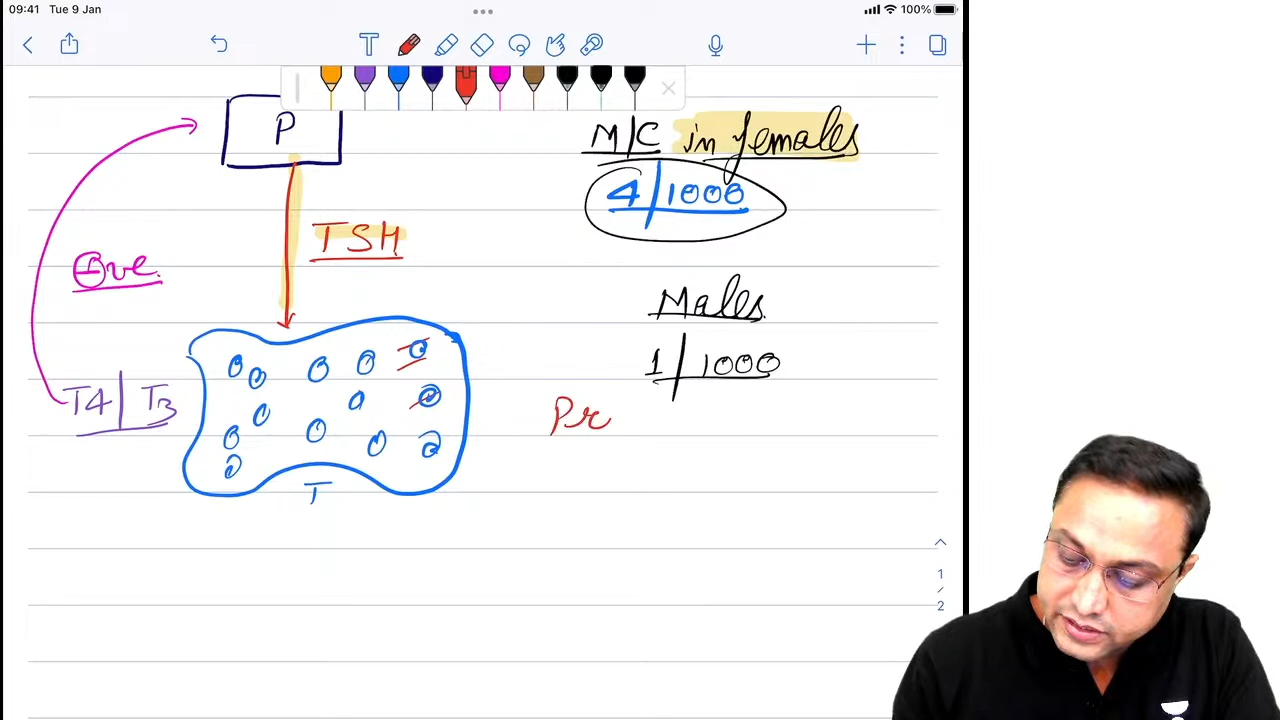 09:41 Tue 9 Jan
100%
T
P
M/C in females
4/1000
TSH
⊖ve.
Males
1/1000
T4/T3
Pr
T
1
/
2